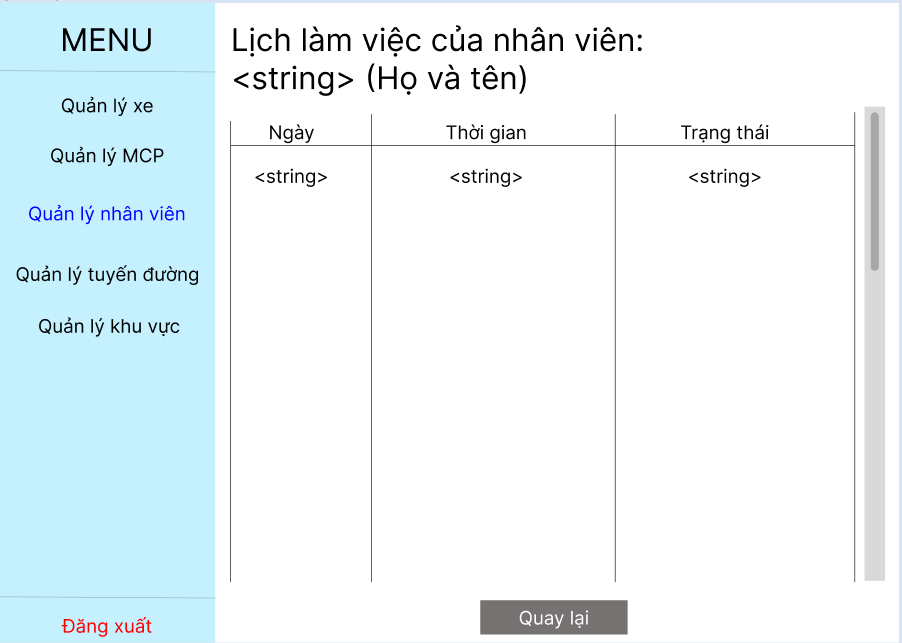 MENU
Quản lý xe
Quản lý MCP
Quản lý nhân viên
Quản lý tuyến đường
Quản lý khu vực
Đăng xuất
Lịch làm việc của nhân viên:
<string> (Họ và tên)
Ngày Thời gian Trạng thái
<string> <string> <string>
Quay lại